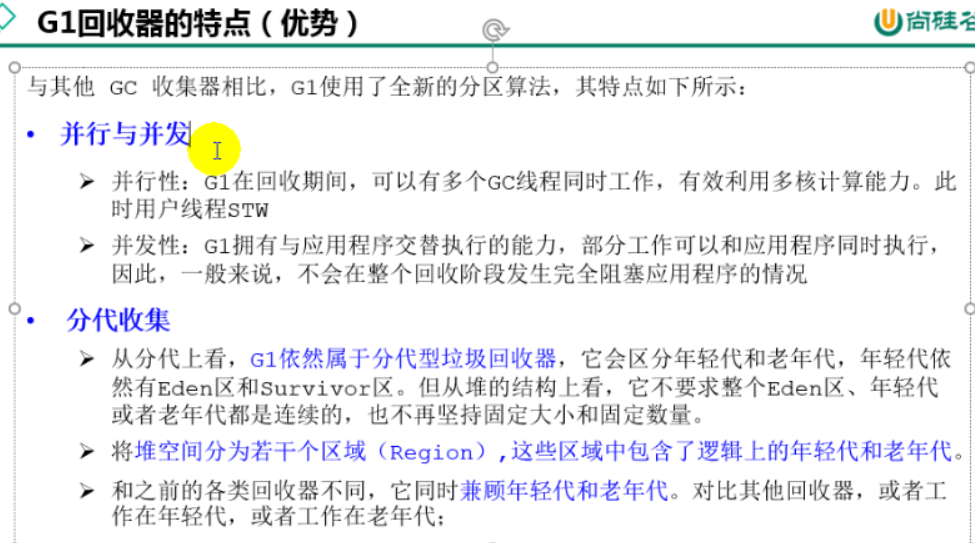 G1回收器的特点（优势）
尚硅谷
与其他 GC 收集器相比，G1使用了全新的分区算法，其特点如下所示：
• 并行与并发
➢ 并行性：G1在回收期间，可以有多个GC线程同时工作，有效利用多核计算能力。此
时用户线程STW
➢ 并发性：G1拥有与应用程序交替执行的能力，部分工作可以和应用程序同时执行，
因此，一般来说，不会在整个回收阶段发生完全阻塞应用程序的情况
• 分代收集
➢ 从分代上看，G1依然属于分代型垃圾回收器，它会区分年轻代和老年代，年轻代依
然有Eden区和Survivor区。但从堆的结构上看，它不要求整个Eden区、年轻代
或者老年代都是连续的，也不再坚持固定大小和固定数量。
➢ 将堆空间分为若干个区域（Region）,这些区域中包含了逻辑上的年轻代和老年代。
➢ 和之前的各类回收器不同，它同时兼顾年轻代和老年代。对比其他回收器，或者工
作在年轻代，或者工作在老年代；